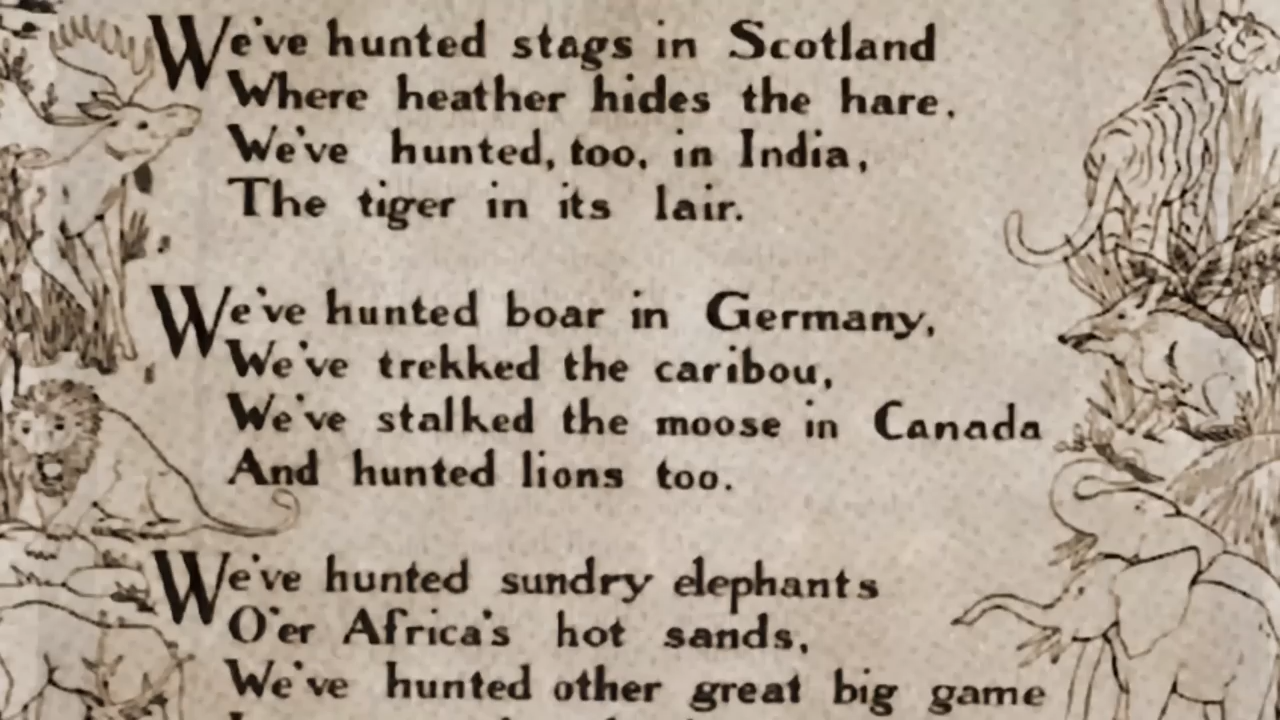 We've hunted stags in Scotland
Where heather hides the hare.
We've hunted, too, in India,
The tiger in its lair.
We've hunted boar in Germany,
We've trekked the caribou,
We've stalked the moose in Canada
And hunted lions too.
We've hunted sundry elephants
O'er Africa's hot sands,
We've hunted other great big game